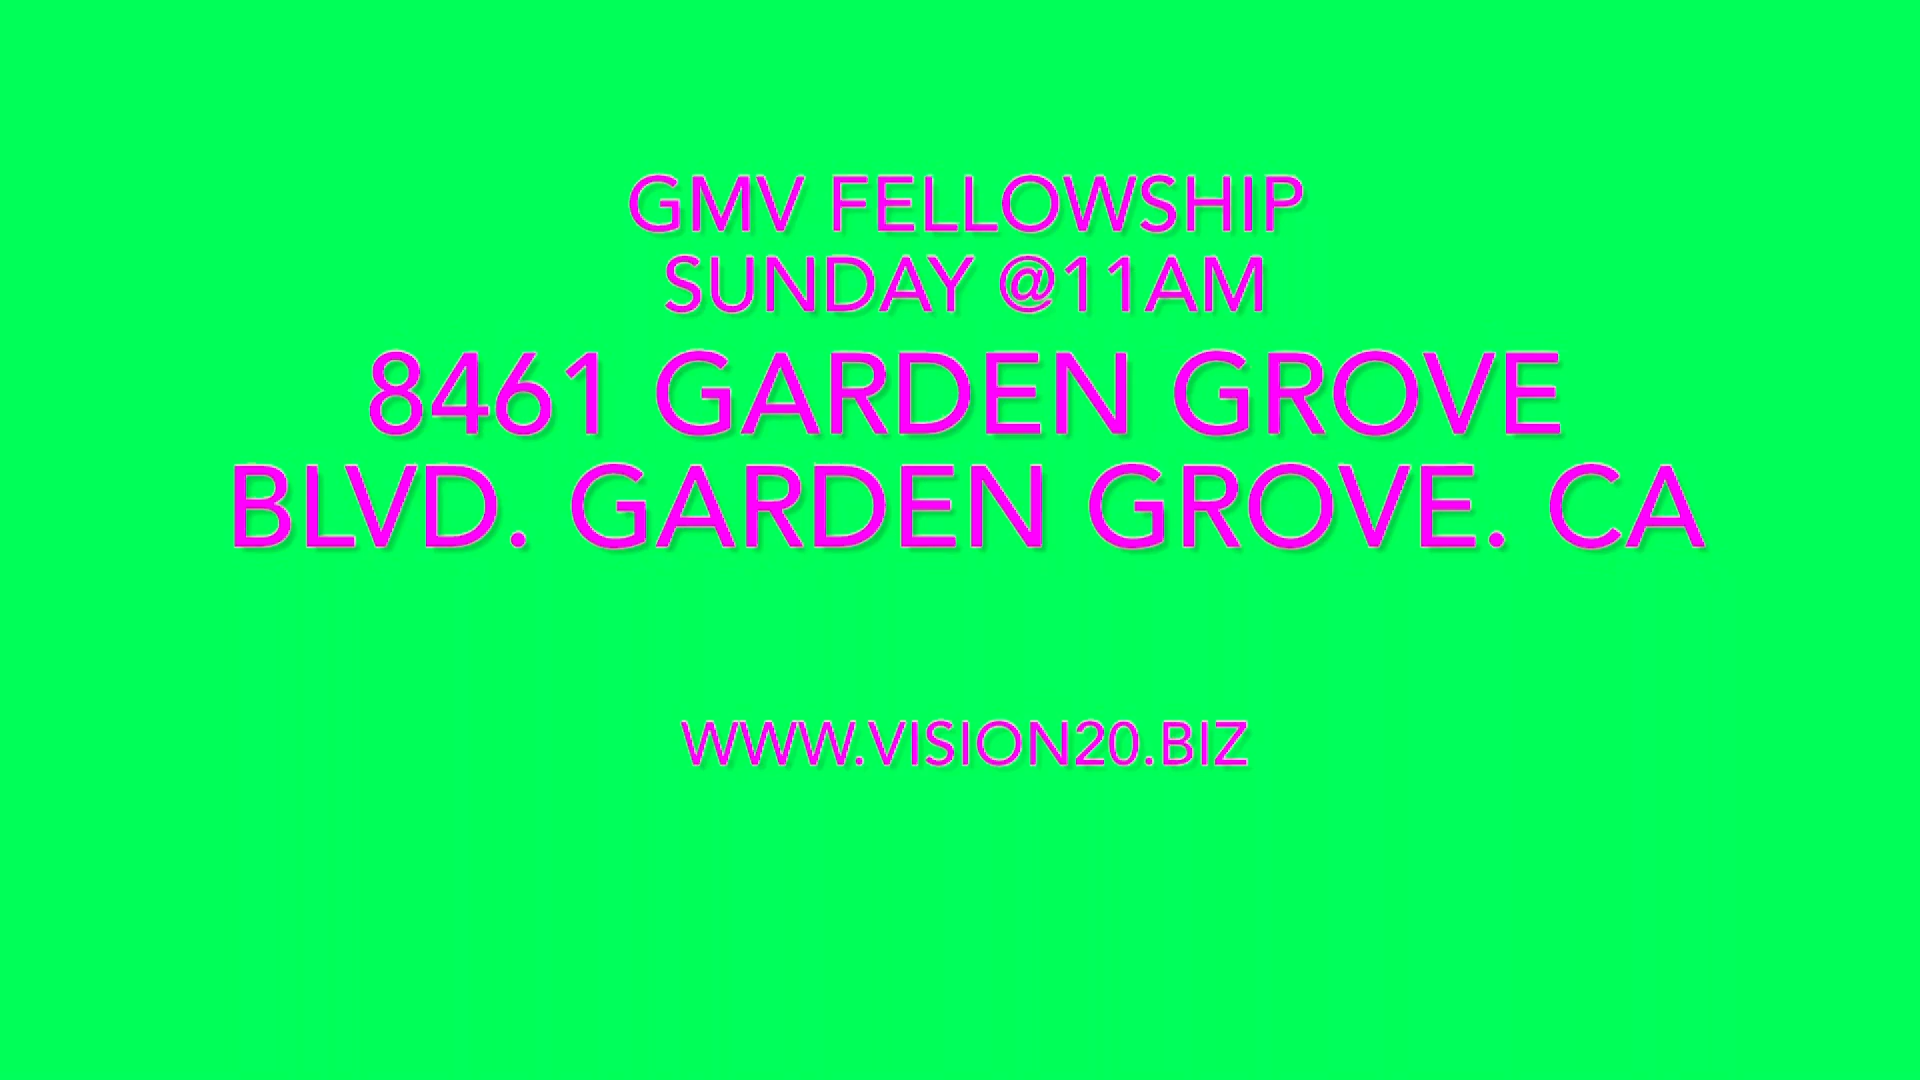 GMV FELLOWSHIP
SUNDAY @11AM
8461 GARDEN GROVE
BLVD. GARDEN GROVE. CA
WWW.VISION20.BIZ